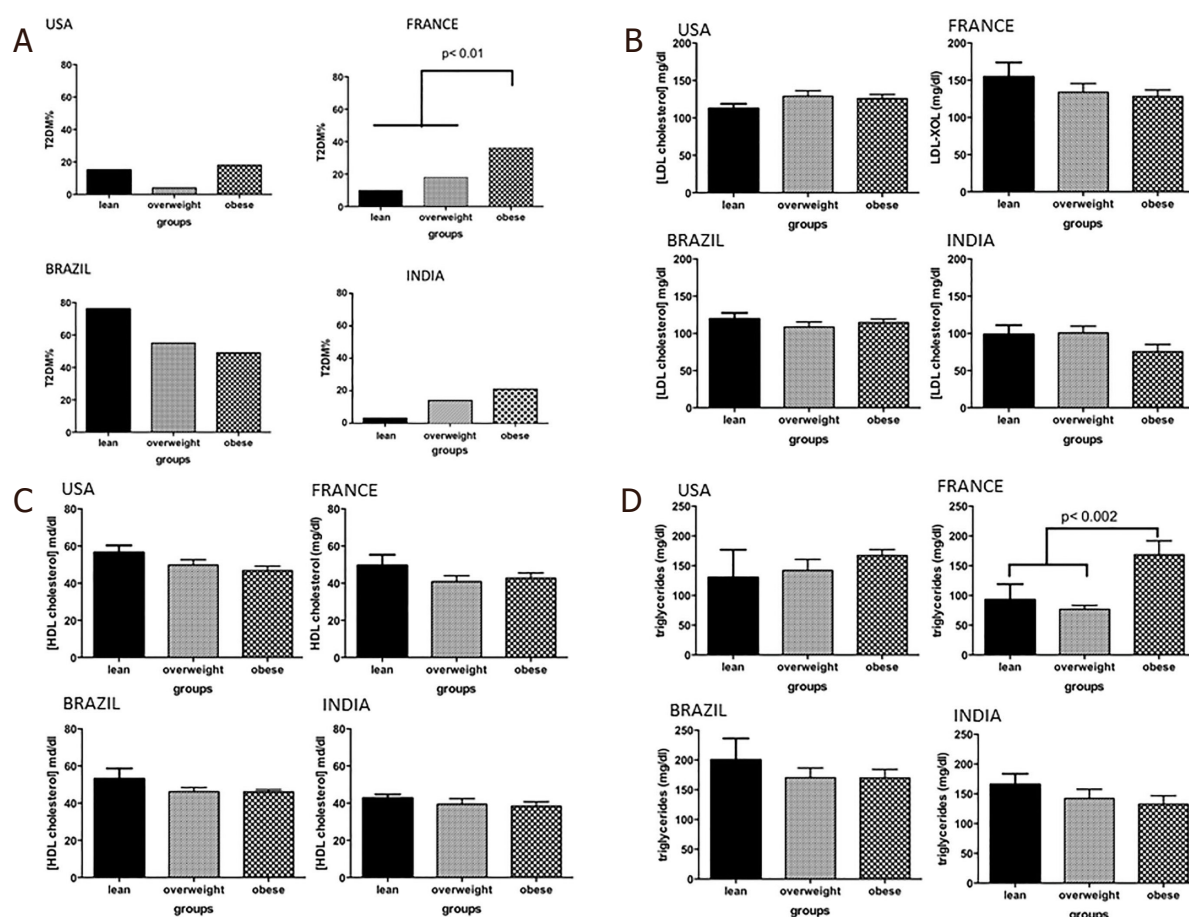 A
USA
T2DM%
80
60
40
20
0
lean overweight obese
groups
FRANCE
p< 0.01
T2DM%
80
60
40
20
0
lean overweight obese
groups
BRAZIL
T2DM%
80
60
40
20
0
lean overweight obese
groups
INDIA
T2DM%
80
60
40
20
0
lean overweight obese
groups
B
USA
[LDL cholesterol] mg/dl
200
150
100
50
0
lean overweight obese
groups
FRANCE
LDL-XOL (mg/dl)
200
150
100
50
0
lean overweight obese
groups
BRAZIL
[LDL cholesterol] mg/dl
200
150
100
50
0
lean overweight obese
groups
INDIA
[LDL cholesterol] mg/dl
200
150
100
50
0
lean overweight obese
groups
C
USA
[HDL cholesterol] md/dl
80
60
40
20
0
lean overweight obese
groups
FRANCE
HDL cholesterol (mg/dl)
80
60
40
20
0
lean overweight obese
groups
BRAZIL
[HDL cholesterol] md/dl
80
60
40
20
0
lean overweight obese
groups
INDIA
[HDL cholesterol] md/dl
80
60
40
20
0
lean overweight obese
groups
D
USA
triglycerides (mg/dl)
250
200
150
100
50
0
lean overweight obese
groups
FRANCE
p< 0.002
triglycerides (mg/dl)
250
200
150
100
50
0
lean overweight obese
groups
BRAZIL
triglycerides (mg/dl)
250
200
150
100
50
0
lean overweight obese
groups
INDIA
triglycerides (mg/dl)
250
200
150
100
50
0
lean overweight obese
groups